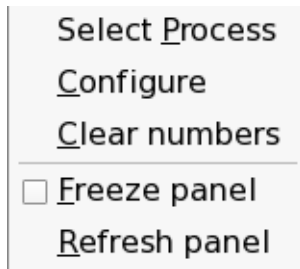 Select Process
Configure
Clear numbers
Freeze panel
Refresh panel